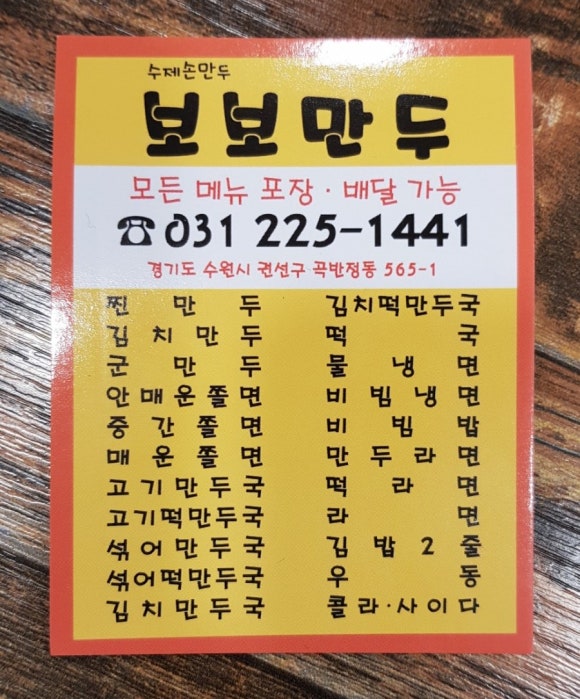 수제손만두
보보만두
모든 메뉴 포장·배달 가능
☎031 225-1441
경기도 수원시 권선구 곡반정동 565-1
찐만두
김치만두
군만두
안매운쫄면
중간쫄면
매운쫄면
고기만두국
고기떡만두국
섞어만두국
섞어떡만두국
김치만두국
김치떡만두국
떡국
물냉면
비빔냉면
비빔밥
만두라면
떡라면
라면
김밥2줄
우동
콜라·사이다